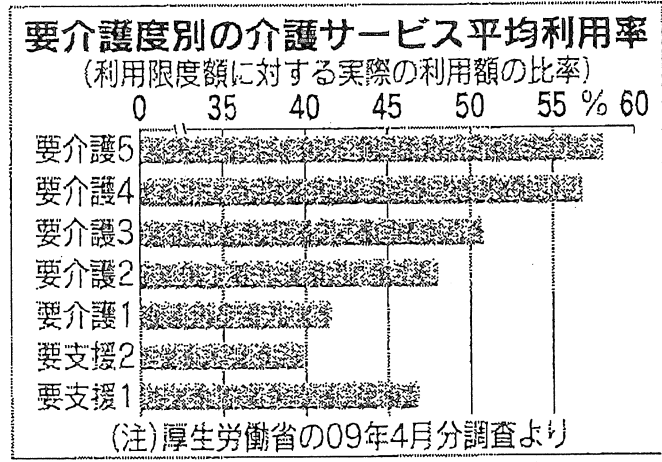 要介護度別の介護サービス平均利用率
(利用限度額に対する実際の利用額の比率)
0 35 40 45 50 55 % 60
要介護5
要介護4
要介護3
要介護2
要介護1
要支援2
要支援1
(注)厚生労働省の09年4月分調査より